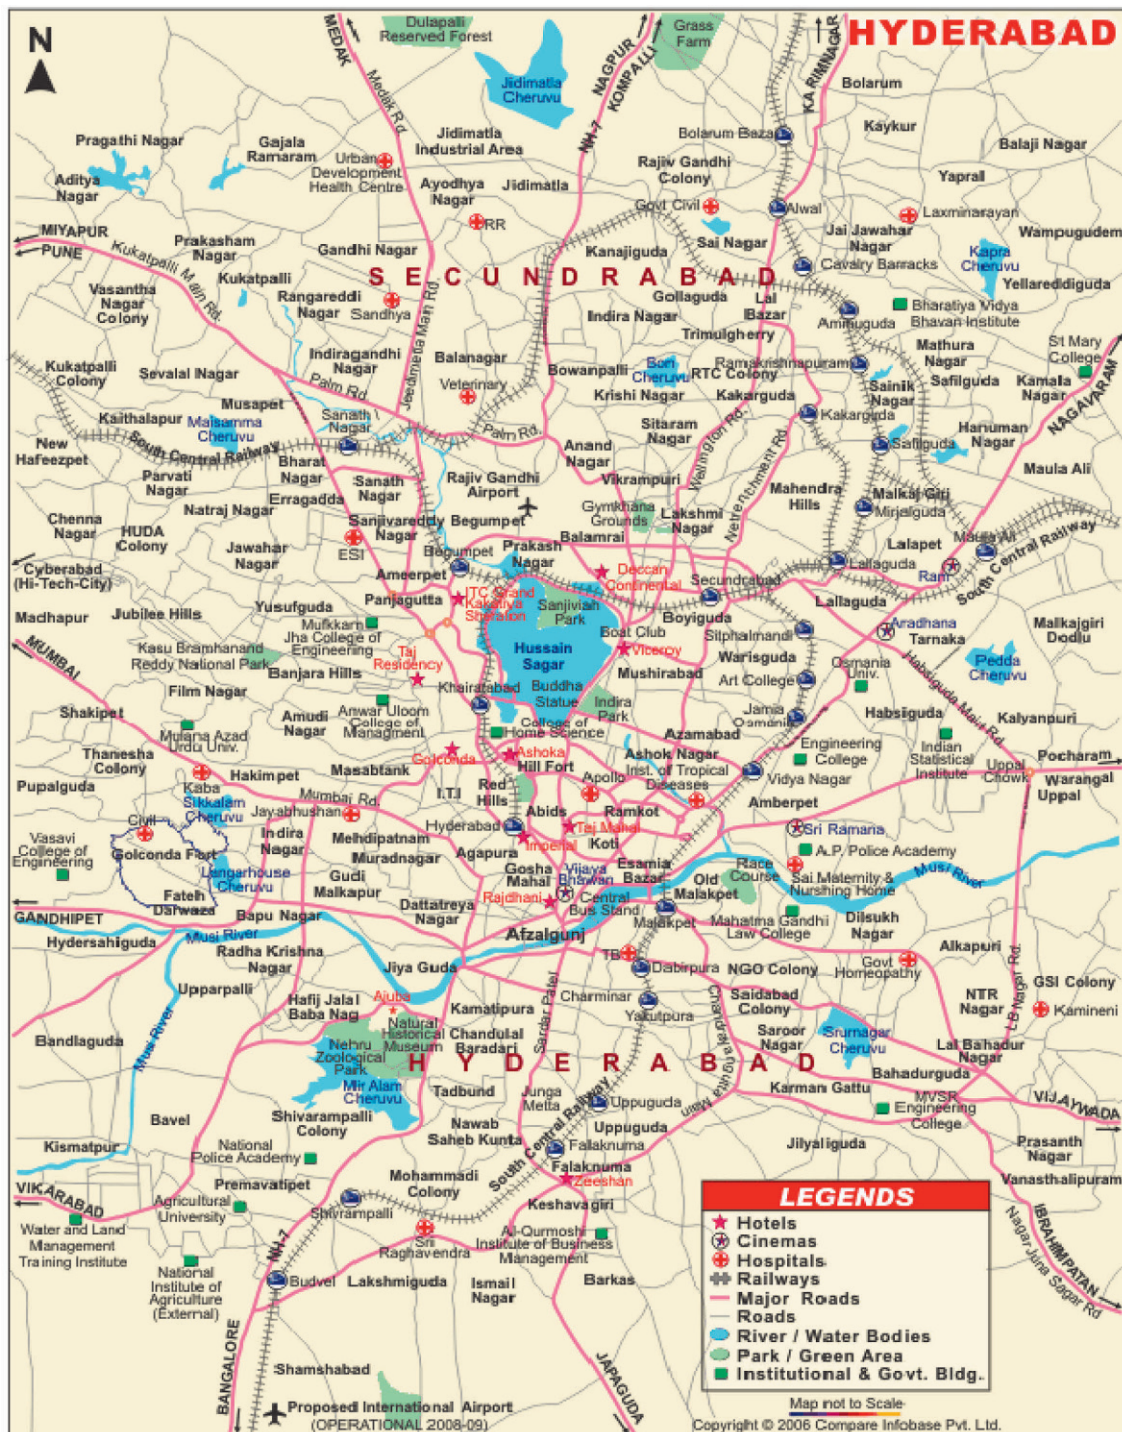 HYDERABAD
N
Dulapalli
Reserved Forest
Grass
Farm
MEDAK
Medak Rd.
NAGPUR
KOMPALLI
NH-7
KARIMNAGAR
Bolarum
Jiidimatla
Cheruvu
Pragathi Nagar
Gajala
Ramaram
Urban
Development
Health Centre
Jidimatla
Industrial Area
Bolarum Bazar
Kaykur
Balaji Nagar
Aditya
Nagar
Ayodhya
Nagar
Jidimatla
Rajiv Gandhi
Colony
Yapral
RR
Govt Civil
Alwal
Laxminarayan
MIYAPUR
PUNE
Kukatpalli Main Rd.
Prakasham
Nagar
Gandhi Nagar
Kanajiguda
Sai Nagar
Jai Jawahar
Nagar
Wampugudem
Kapra
Cheruvu
Cavalry Barracks
SECUNDRABAD
Kukatpalli
Vasantha
Nagar
Colony
Rangareddi
Nagar
Sandhya
Jeedimetla Main Rd.
Gollaguda
Lal
Bazar
Yellareddiguda
Indira Nagar
Ammuguda
Bharatiya Vidya
Bhavan Institute
Trimulgherry
Indiragandhi
Nagar
Balanagar
Bowanpalli
Bon
Cheruvu
Ramakrishnapuram
RTC Colony
Mathura
Nagar
St Mary
College
Kukatpalli
Colony
Sevalal Nagar
Palm Rd.
Veterinary
Krishi Nagar
Kakarguda
Sainik
Nagar
Safilguda
Kamala
Nagar
NAGAVARAM
Kaithalapur
Musapet
Malsamma
Cheruvu
Sanath
Nagar
Palm Rd.
Sitaram
Nagar
Wellington Rd.
Kakarguda
Safilguda
Hanuman
Nagar
New
Hafeezpet
South Central Railway
Bharat
Nagar
Anand
Nagar
Netrenchment Rd.
Maula Ali
Parvati
Nagar
Sanath
Nagar
Rajiv Gandhi
Airport
Vikrampuri
Mahendra
Hills
Malkaj Giri
Mirjalguda
Erragadda
Natraj Nagar
Chenna
Nagar
HUDA
Colony
Sanjivareddy
Nagar
Begumpet
Gymkhana
Grounds
Lakshmi
Nagar
Balamrai
Lalapet
Maula Ali
ESI
Jawahar
Nagar
Begumpet
Prakash
Nagar
Cyberabad
(Hi-Tech-City)
Ameerpet
Deccan
Continental
Secundrabad
Lallaguda
Ram
South Central Railway
Panjagutta
ITC Grand
Kakatiya
Sheraton
Sanjiviah
Park
Lallaguda
Madhapur
Jubilee Hills
Yusufguda
Mufkkam
Jha College of
Engineering
Boat Club
Viceroy
Boyiguda
Sitphalmandi
Aradhana
Tarnaka
Malkajgiri
Dodlu
MUMBAI
Kasu Bramhanand
Reddy National Park
Taj
Residency
Hussain
Sagar
Warisguda
Habsiguda Main Rd.
Pedda
Cheruvu
Banjara Hills
Mushirabad
Art College
Osmania
Univ.
Film Nagar
Khairatabad
Buddha
Statue
Shakipet
Amudi
Nagar
Anwar Uloom
College of
Managment
Indira
Park
Jamia
Osmania
Habsiguda
Kalyanpuri
Mulana Azad
Urdu Univ.
College of
Home Science
Azamabad
Thanesha
Colony
Golconda
Ashoka
Hill Fort
Ashok Nagar
Engineering
College
Indian
Statistical
Institute
Pocharam
Hakimpet
Masabtank
Apollo
Inst. of Tropical
Diseases
Vidya Nagar
Uppal
Chowk
Warangal
Uppal
Pupalguda
Kaba
Sikkalam
Cheruvu
Mumbai Rd.
I.T.I
Red
Hills
Abids
Ramkot
Amberpet
Jayabhushan
Hyderabad
Taj Mahal
Sri Ramana
Civil
Vasavi
College of
Engineering
Golconda Fort
Indira
Nagar
Mehdipatnam
Imperial
Koti
A.P. Police Academy
Muradnagar
Agapura
Langarhouse
Cheruvu
Gudi
Malkapur
Gosha
Mahal
Vijaya
Bhawan
Esamia
Bazar
Old
Malakpet
Race
Course
Sai Maternity &
Nurshing Home
Musi River
Fateh
Darwaza
Rajdhani
Central
Bus Stand
GANDHIPET
Bapu Nagar
Dattatreya
Nagar
Malakpet
Mahatma Gandhi
Law College
Dilsukh
Nagar
Hydersahiguda
Musi River
Afzalgunj
Radha Krishna
Nagar
Jiya Guda
TB
Dabirpura
NGO Colony
Govt
Homeopathy
Alkapuri
LB Nagar Rd.
Upparpalli
Hafij Jalal
Baba Nag
Ajuba
Kamatipura
Sardar Patel
Charminar
Yakutpura
Chandrayangutta Main
Saidabad
Colony
NTR
Nagar
GSI Colony
Kamineni
Musi River
Natural
Historical
Museum
Chandulal
Baradari
Saroor
Nagar
Srurnagar
Cheruvu
Bandlaguda
Nehru
Zoological
Park
Lal Bahadur
Nagar
HYDERABAD
Mir Alam
Cheruvu
Tadbund
Bahadurguda
Junga
Metta
Karman Gattu
Uppuguda
MVSR
Engineering
College
VIJAYWADA
Bavel
Shivarampalli
Colony
Nawab
Saheb Kunta
South Central Railway
Uppuguda
Falaknuma
Jilyaliguda
Prasanth
Nagar
Kismatpur
National
Police Academy
Mohammadi
Colony
Falaknuma
Zeeshan
Vanasthalipuram
VIKARABAD
Premavatipet
Agricultural
University
Shivrampalli
Keshavagiri
Water and Land
Management
Training Institute
NH-7
Sri
Raghavendra
Al-Qurmoshi
Institute of Business
Management
IBRAHIMPATAN
Nagar Juna Sagar Rd
National
Institute of
Agriculture
(External)
Budvel
Lakshmiguda
Ismail
Nagar
Barkas
BANGALORE
Shamshabad
JAPAGUDA
Proposed International Airport
(OPERATIONAL 2008-09)
LEGENDS
Hotels
Cinemas
Hospitals
Railways
Major Roads
Roads
River / Water Bodies
Park / Green Area
Institutional & Govt. Bldg.
Map not to Scale
Copyright © 2006 Compare Infobase Pvt. Ltd.